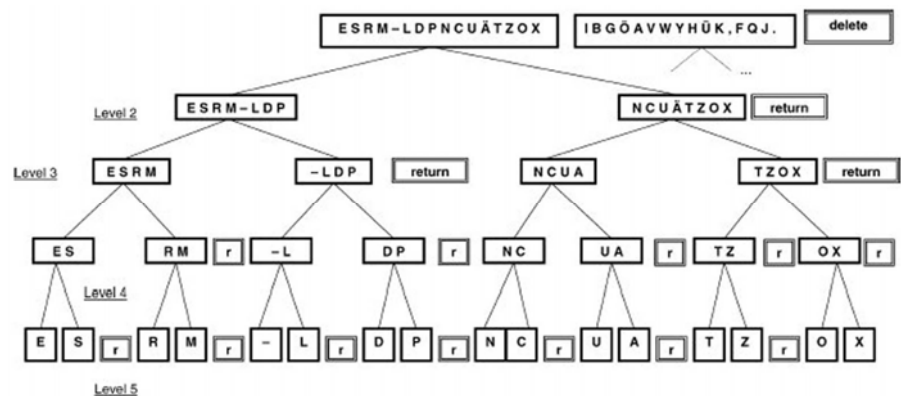 ESRM–LDPNCUÄTZOX IBGÖAVWYHÜK,FQJ. delete
...
Level 2 ESRM–LDP NCUÄTZOX return
Level 3 ESRM –LDP return NCUA TZOX return
ES RM r –L DP r NC UA r TZ r OX r
Level 4
E S r R M r – L r D P r N C r U A r T Z r O X
Level 5